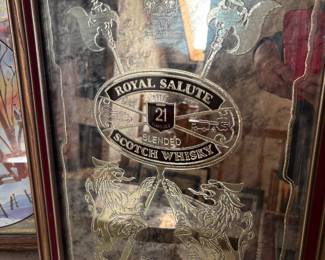 ROYAL SALUTE
21
BLENDED
SCOTCH WHISKY